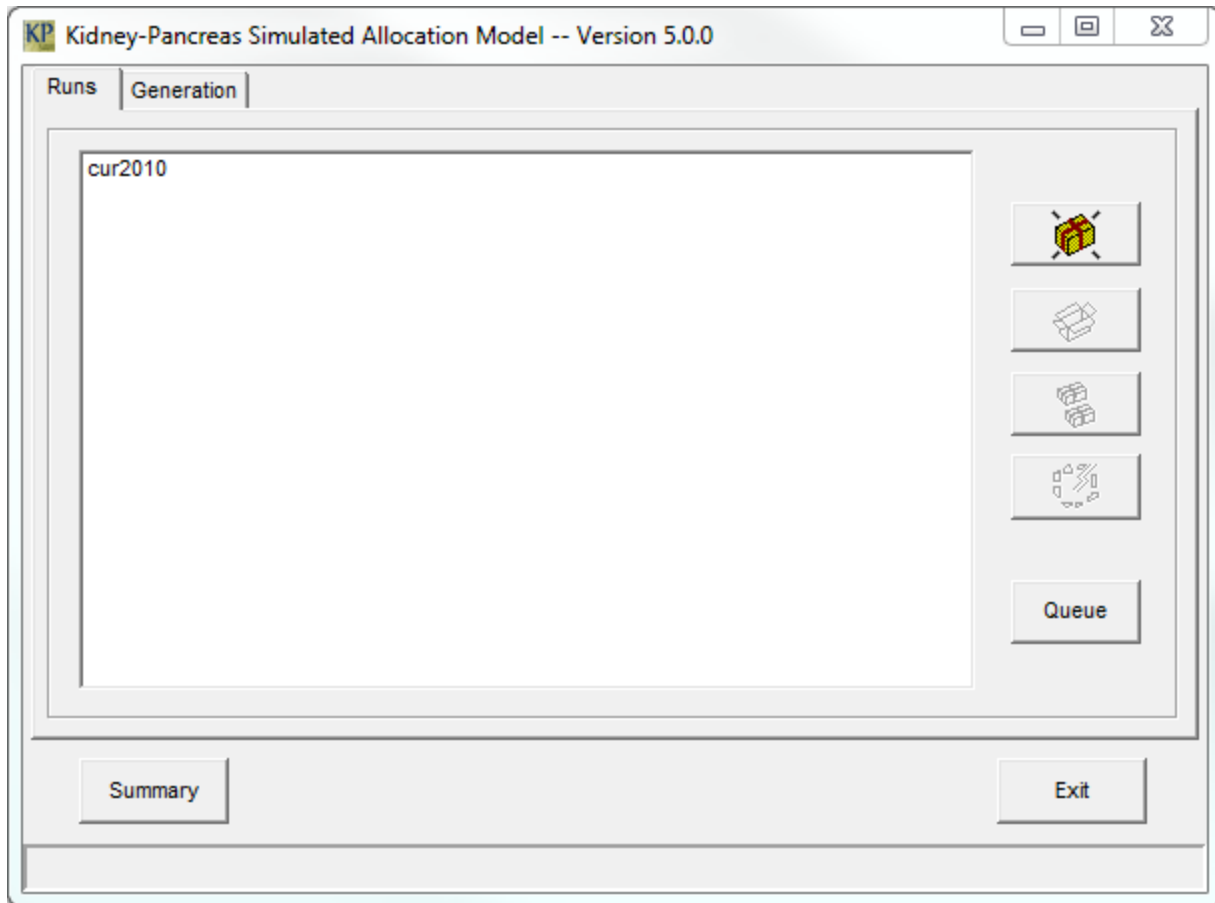 KP Kidney-Pancreas Simulated Allocation Model -- Version 5.0.0
Runs Generation
cur2010
Queue
Summary Exit